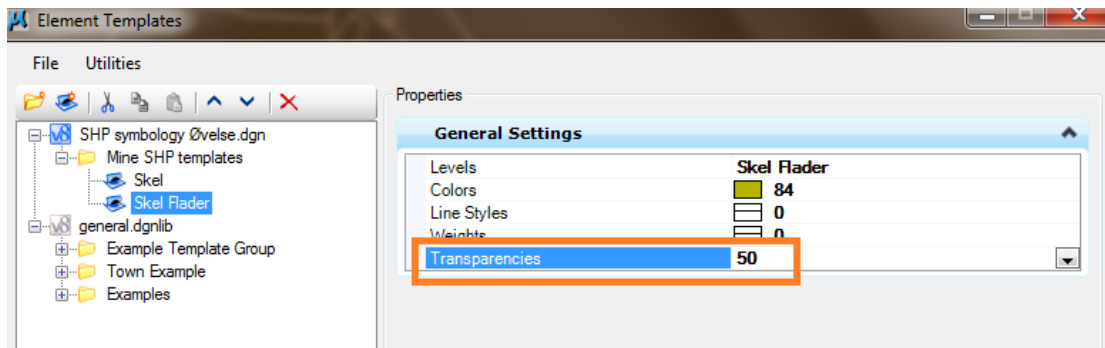 Element Templates
File Utilities
Properties
General Settings
SHP symbology Øvelse.dgn
Mine SHP templates
Skel
Skel Flader
general.dgnlib
Example Template Group
Town Example
Examples
Levels Skel Flader
Colors 84
Line Styles 0
Weights 0
Transparencies 50